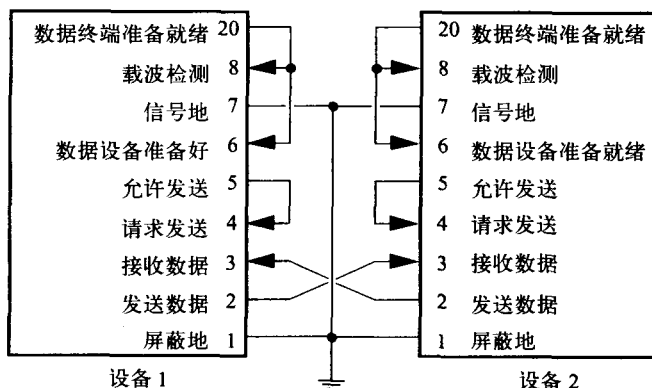 数据终端准备就绪 20 20 数据终端准备就绪
载波检测 8 8 载波检测
信号地 7 7 信号地
数据设备准备好 6 6 数据设备准备就绪
允许发送 5 5 允许发送
请求发送 4 4 请求发送
接收数据 3 3 接收数据
发送数据 2 2 发送数据
屏蔽地 1 1 屏蔽地
设备 1 设备 2